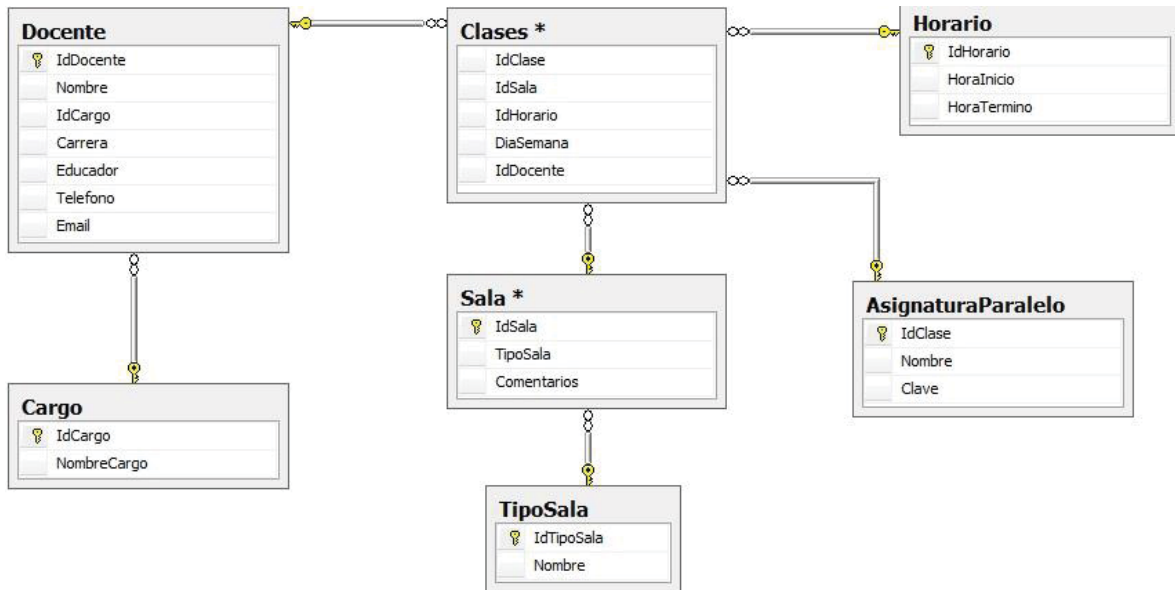 Docente
IdDocente
Nombre
IdCargo
Carrera
Educador
Telefono
Email
Clases *
IdClase
IdSala
IdHorario
DiaSemana
IdDocente
Horario
IdHorario
HoraInicio
HoraTermino
Sala *
IdSala
TipoSala
Comentarios
AsignaturaParalelo
IdClase
Nombre
Clave
Cargo
IdCargo
NombreCargo
TipoSala
IdTipoSala
Nombre